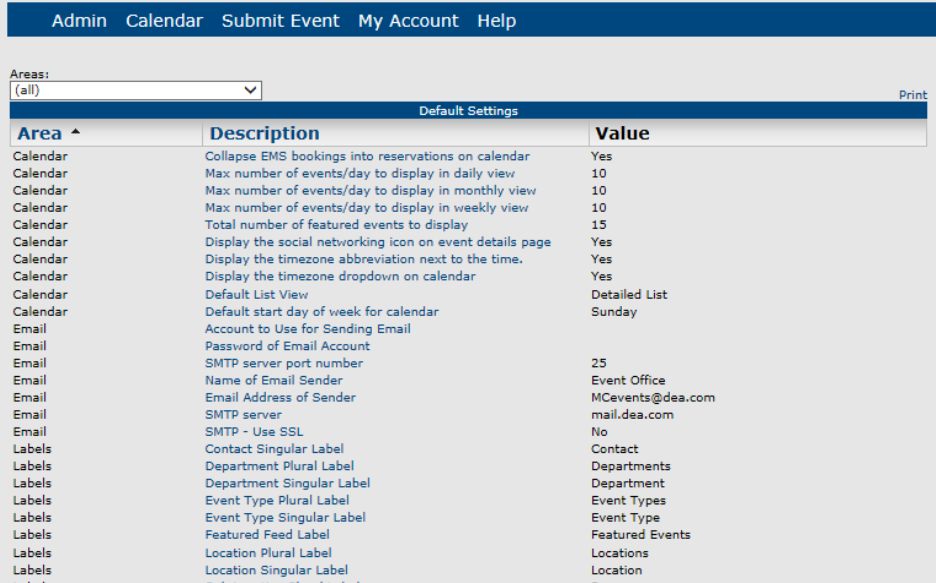 Admin Calendar Submit Event My Account Help
Areas:
(all)
Print
Default Settings
Area Description Value
Calendar Collapse EMS bookings into reservations on calendar Yes
Calendar Max number of events/day to display in daily view 10
Calendar Max number of events/day to display in monthly view 10
Calendar Max number of events/day to display in weekly view 10
Calendar Total number of featured events to display 15
Calendar Display the social networking icon on event details page Yes
Calendar Display the timezone abbreviation next to the time. Yes
Calendar Display the timezone dropdown on calendar Yes
Calendar Default List View Detailed List
Calendar Default start day of week for calendar Sunday
Email Account to Use for Sending Email
Email Password of Email Account
Email SMTP server port number 25
Email Name of Email Sender Event Office
Email Email Address of Sender MCevents@dea.com
Email SMTP server mail.dea.com
Email SMTP - Use SSL No
Labels Contact Singular Label Contact
Labels Department Plural Label Departments
Labels Department Singular Label Department
Labels Event Type Plural Label Event Types
Labels Event Type Singular Label Event Type
Labels Featured Feed Label Featured Events
Labels Location Plural Label Locations
Labels Location Singular Label Location